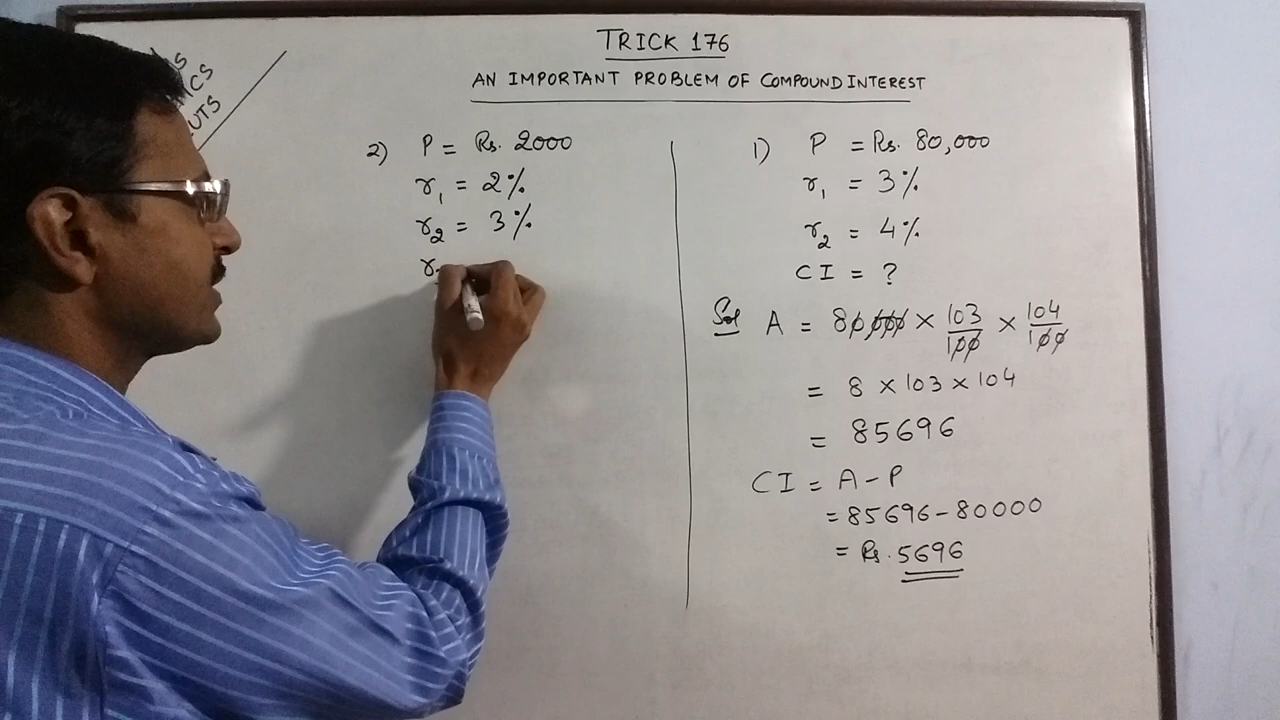 TRICK 176
AN IMPORTANT PROBLEM OF COMPOUND INTEREST
2) P = Rs. 2000
r₁ = 2%
r₂ = 3%
r
1) P = Rs. 80,000
r₁ = 3%
r₂ = 4%
CI = ?
Sol A = 80,000 × 103/100 × 104/100
= 8 × 103 × 104
= 85696
CI = A - P
= 85696 - 80000
= Rs. 5696